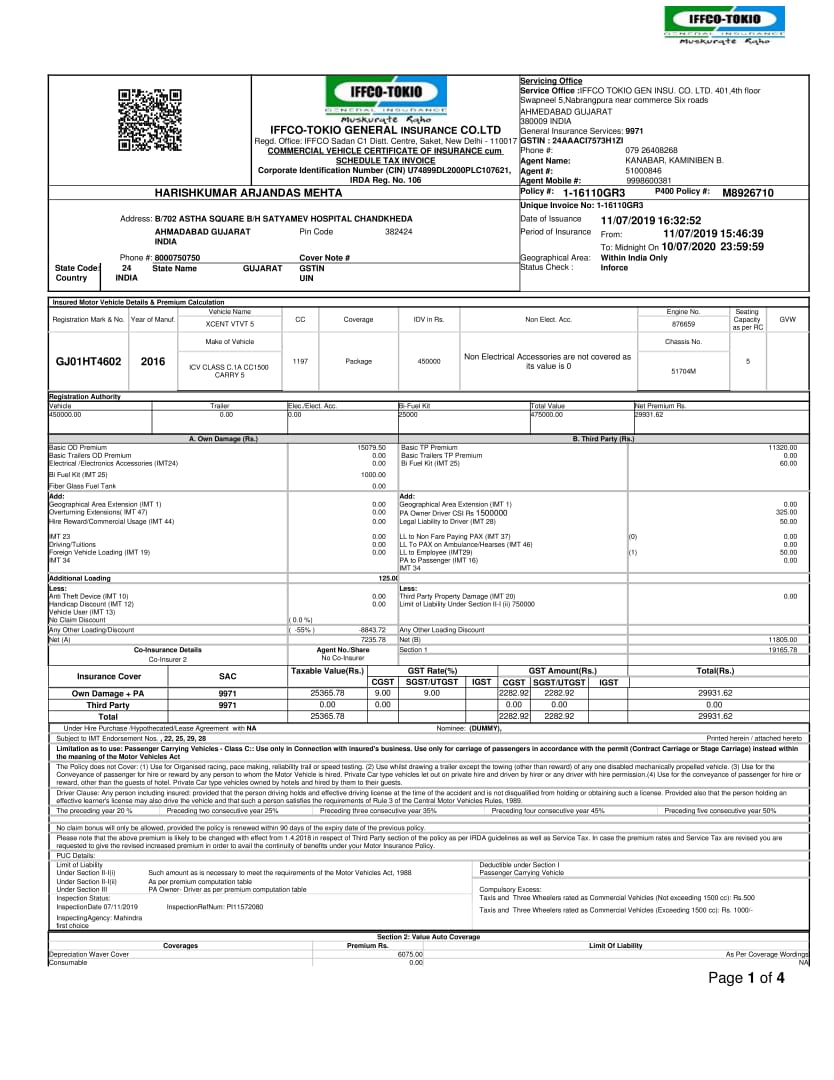 IFFCO-TOKIO
GENERAL INSURANCE
Muskurate Raho
IFFCO-TOKIO
GENERAL INSURANCE
Muskurate Raho
IFFCO-TOKIO GENERAL INSURANCE CO.LTD
Regd. Office: IFFCO Sadan C1 Distt. Centre, Saket, New Delhi - 110017
COMMERCIAL VEHICLE CERTIFICATE OF INSURANCE cum
SCHEDULE TAX INVOICE
Corporate Identification Number (CIN) U74899DL2000PLC107621,
IRDA Reg. No. 106
Servicing Office
Service Office :IFFCO TOKIO GEN INSU. CO. LTD. 401,4th floor
Swapneel 5,Nabrangpura near commerce Six roads
AHMEDABAD GUJARAT
380009 INDIA
General Insurance Services: 9971
GSTIN : 24AAACI7573H1ZI
Phone #: 079 26408268
Agent Name: KANABAR, KAMINIBEN B.
Agent #: 51000846
Agent Mobile #: 9998600381
HARISHKUMAR ARJANDAS MEHTA
Policy #: 1-16110GR3 P400 Policy #: M8926710
Unique Invoice No: 1-16110GR3
Address: B/702 ASTHA SQUARE B/H SATYAMEV HOSPITAL CHANDKHEDA
AHMADABAD GUJARAT Pin Code 382424
INDIA
Phone #: 8000750750 Cover Note #
State Code: 24 State Name GUJARAT GSTIN
Country INDIA UIN
Date of Issuance 11/07/2019 16:32:52
Period of Insurance From: 11/07/2019 15:46:39
To: Midnight On 10/07/2020 23:59:59
Geographical Area: Within India Only
Status Check : Inforce
Insured Motor Vehicle Details & Premium Calculation
Registration Mark & No. Year of Manuf. Vehicle Name CC Coverage IDV in Rs. Non Elect. Acc. Engine No. Seating Capacity as per RC GVW
XCENT VTVT 5 876659
Make of Vehicle Chassis No.
GJ01HT4602 2016 ICV CLASS C.1A CC1500 CARRY 5 1197 Package 450000 Non Electrical Accessories are not covered as its value is 0 51704M 5
Registration Authority
Vehicle Trailer Elec./Elect. Acc. Bi-Fuel Kit Total Value Net Premium Rs.
450000.00 0.00 0.00 25000 475000.00 29931.62
A. Own Damage (Rs.) B. Third Party (Rs.)
Basic OD Premium 15079.50 Basic TP Premium 11320.00
Basic Trailers OD Premium 0.00 Basic Trailers TP Premium 0.00
Electrical /Electronics Accessories (IMT24) 0.00 Bi Fuel Kit (IMT 25) 60.00
Bi Fuel Kit (IMT 25) 1000.00
Fiber Glass Fuel Tank 0.00
Add: Add:
Geographical Area Extension (IMT 1) 0.00 Geographical Area Extension (IMT 1) 0.00
Overturning Extensions( IMT 47) 0.00 PA Owner Driver CSI Rs 1500000 325.00
Hire Reward/Commercial Usage (IMT 44) 0.00 Legal Liability to Driver (IMT 28) 50.00
IMT 23 0.00 LL to Non Fare Paying PAX (IMT 37) (0) 0.00
Driving/Tuitions 0.00 LL To PAX on Ambulance/Hearses (IMT 46) 0.00
Foreign Vehicle Loading (IMT 19) 0.00 LL to Employee (IMT29) (1) 50.00
IMT 34 PA to Passenger (IMT 16) 0.00
IMT 34
Additional Loading 125.00
Less: Less:
Anti Theft Device (IMT 10) 0.00 Third Party Property Damage (IMT 20) 0.00
Handicap Discount (IMT 12) 0.00 Limit of Liability Under Section II-I (ii) 750000
Vehicle User (IMT 13)
No Claim Discount ( 0.0 %)
Any Other Loading/Discount ( -55% ) -8843.72 Any Other Loading Discount
Net (A) 7235.78 Net (B) 11805.00
Co-Insurance Details Agent No./Share Section 1 19165.78
Co-Insurer 2 No Co-Insurer
Insurance Cover SAC Taxable Value(Rs.) GST Rate(%) GST Amount(Rs.) Total(Rs.)
CGST SGST/UTGST IGST CGST SGST/UTGST IGST
Own Damage + PA 9971 25365.78 9.00 9.00 2282.92 2282.92 29931.62
Third Party 9971 0.00 0.00 0.00 0.00 0.00
Total 25365.78 2282.92 2282.92 29931.62
Under Hire Purchase /Hypothecated/Lease Agreement with NA Nominee: (DUMMY),
Subject to IMT Endorsement Nos. , 22, 25, 29, 28 Printed herein / attached hereto
Limitation as to use: Passenger Carrying Vehicles - Class C:: Use only in Connection with insured's business. Use only for carriage of passengers in accordance with the permit (Contract Carriage or Stage Carriage) instead within
the meaning of the Motor Vehicles Act
The Policy does not Cover: (1) Use for Organised racing, pace making, reliability trail or speed testing. (2) Use whilst drawing a trailer except the towing (other than reward) of any one disabled mechanically propelled vehicle. (3) Use for the
Conveyance of passenger for hire or reward by any person to whom the Motor Vehicle is hired. Private Car type vehicles let out on private hire and driven by hirer or any driver with hire permission.(4) Use for the conveyance of passenger for hire or
reward, other than the guests of hotel. Private Car type vehicles owned by hotels and hired by them to their guests.
Driver Clause: Any person including insured: provided that the person driving holds and effective driving license at the time of the accident and is not disqualified from holding or obtaining such a license. Provided also that the person holding an
effective learner's license may also drive the vehicle and that such a person satisfies the requirements of Rule 3 of the Central Motor Vehicles Rules, 1989.
The preceding year 20 % Preceding two consecutive year 25% Preceding three consecutive year 35% Preceding four consecutive year 45% Preceding five consecutive year 50%
No claim bonus will only be allowed, provided the policy is renewed within 90 days of the expiry date of the previous policy.
Please note that the above premium is likely to be changed with effect from 1.4.2018 in respect of Third Party section of the policy as per IRDA guidelines as well as Service Tax. In case the premium rates and Service Tax are revised you are
requested to give the revised increased premium in order to avail the continuity of benefits under your Motor Insurance Policy.
PUC Details:
Limit of Liability Deductible under Section I
Under Section II-I(i) Such amount as is necessary to meet the requirements of the Motor Vehicles Act, 1988 Passenger Carrying Vehicle
Under Section II-I(ii) As per premium computation table
Under Section III PA Owner- Driver as per premium computation table Compulsory Excess:
Inspection Status: Taxis and Three Wheelers rated as Commercial Vehicles (Not exceeding 1500 cc): Rs.500
InspectionDate 07/11/2019 InspectionRefNum: PI11572080 Taxis and Three Wheelers rated as Commercial Vehicles (Exceeding 1500 cc): Rs. 1000/-
InspectingAgency: Mahindra
first choice
Section 2: Value Auto Coverage
Coverages Premium Rs. Limit Of Liability
Depreciation Waver Cover 6075.00 As Per Coverage Wordings
Consumable 0.00 NA
Page 1 of 4